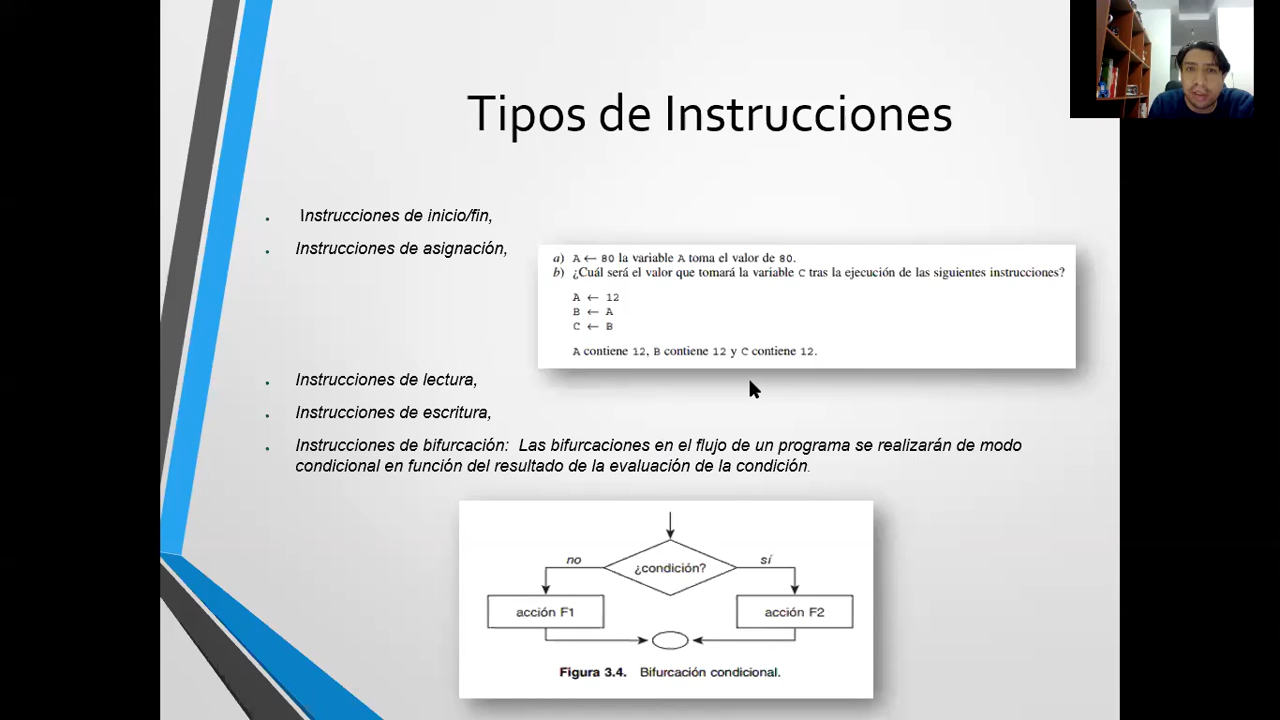 Tipos de Instrucciones
Instrucciones de inicio/fin,
Instrucciones de asignación,
a) A ← 80 la variable A toma el valor de 80.
b) ¿Cuál será el valor que tomará la variable C tras la ejecución de las siguientes instrucciones?
A ← 12
B ← A
C ← B
A contiene 12, B contiene 12 y C contiene 12.
Instrucciones de lectura,
Instrucciones de escritura,
Instrucciones de bifurcación: Las bifurcaciones en el flujo de un programa se realizarán de modo
condicional en función del resultado de la evaluación de la condición.
no
sí
¿condición?
acción F1
acción F2
Figura 3.4. Bifurcación condicional.